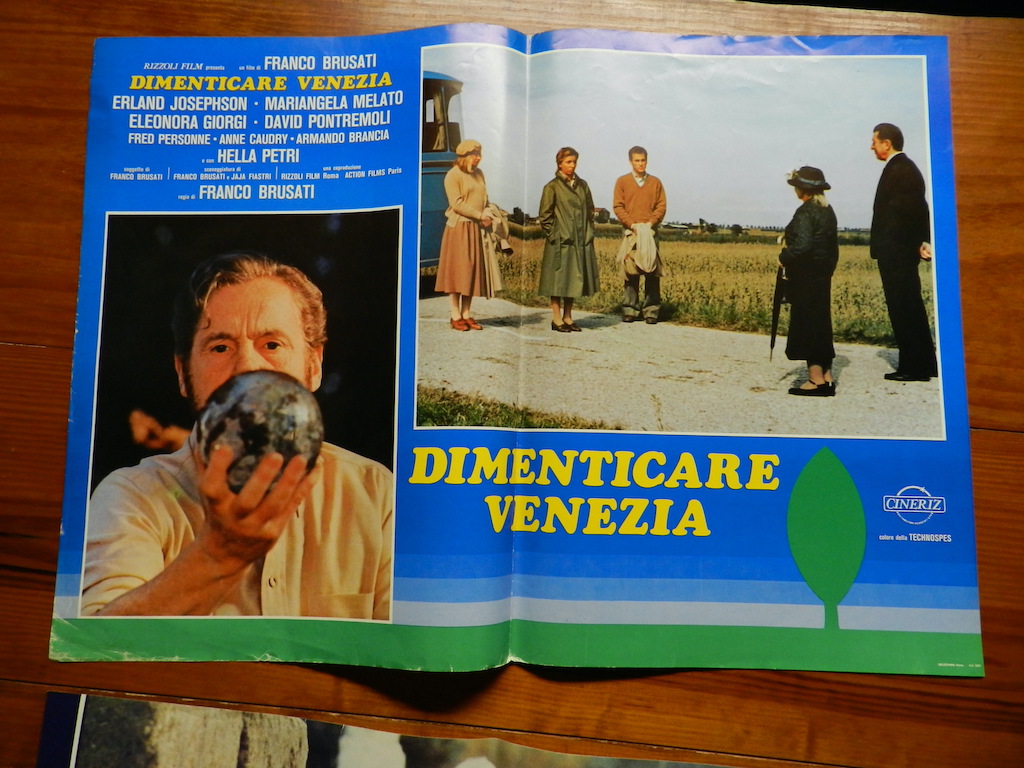 RIZZOLI FILM presenta un film di FRANCO BRUSATI
DIMENTICARE VENEZIA
ERLAND JOSEPHSON · MARIANGELA MELATO
ELEONORA GIORGI · DAVID PONTREMOLI
FRED PERSONNE · ANNE CAUDRY · ARMANDO BRANCIA
e con HELLA PETRI
soggetto di FRANCO BRUSATI
sceneggiatura di FRANCO BRUSATI e JAJA FIASTRI
una coproduzione RIZZOLI FILM Roma ACTION FILMS Paris
regia di FRANCO BRUSATI
DIMENTICARE
VENEZIA
CINERIZ
colore della TECHNOSPES